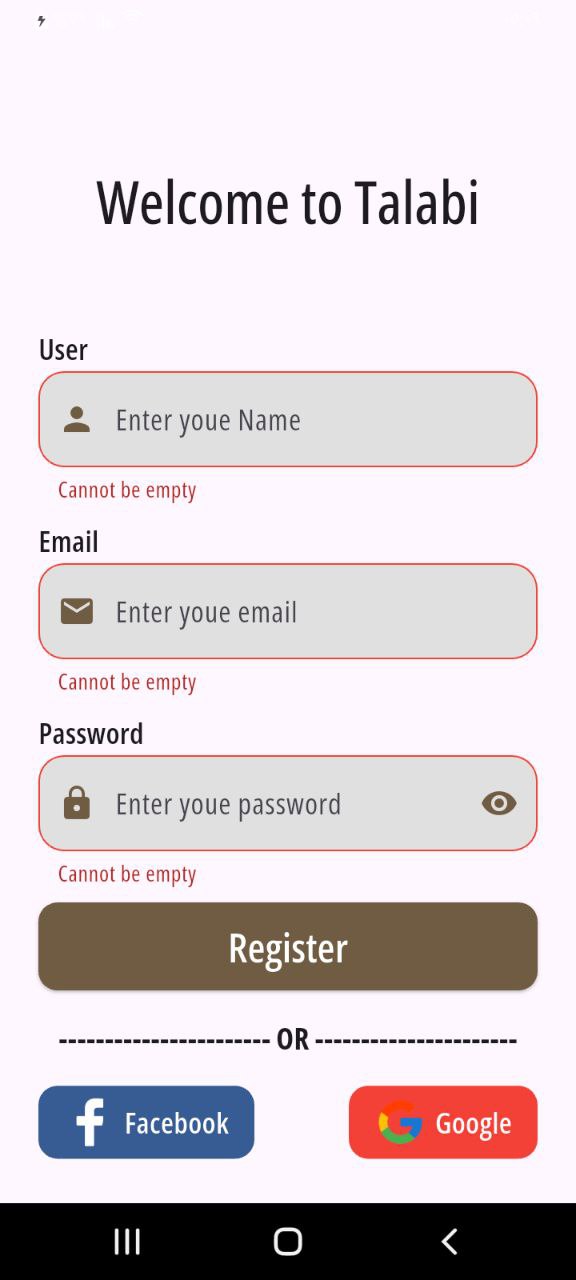 Welcome to Talabi
User
Enter youe Name
Cannot be empty
Email
Enter youe email
Cannot be empty
Password
Enter youe password
Cannot be empty
Register
----------------------- OR ----------------------
Facebook
Google